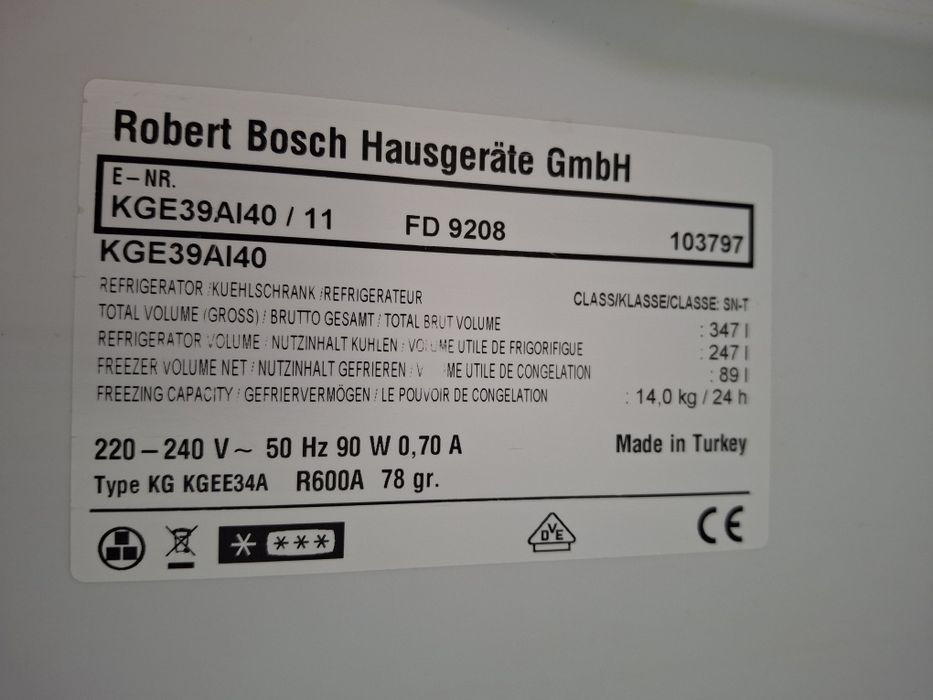 Robert Bosch Hausgeräte GmbH
E-NR.
KGE39AI40 / 11 FD 9208 103797
KGE39AI40
REFRIGERATOR / KUEHLSCHRANK / REFRIGERATEUR CLASS/KLASSE/CLASSE: SN-T
TOTAL VOLUME (GROSS) / BRUTTO GESAMT / TOTAL BRUT VOLUME : 347 l
REFRIGERATOR VOLUME / NUTZINHALT KUHLEN / VOLUME UTILE DE FRIGORIFIGUE : 247 l
FREEZER VOLUME NET / NUTZINHALT GEFRIEREN / UTILE DE CONGELATION : 89 l
FREEZING CAPACITY / GEFRIERVERMÖGEN / LE POUVOIR DE CONGELATION : 14,0 kg / 24 h
220-240 V~ 50 Hz 90 W 0,70 A Made in Turkey
Type KG KGEE34A R600A 78 gr.
DVE CE